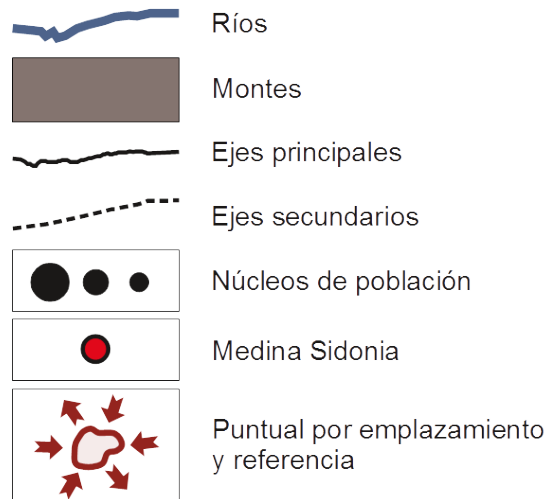 Ríos
Montes
Ejes principales
Ejes secundarios
Núcleos de población
Medina Sidonia
Puntual por emplazamiento
y referencia